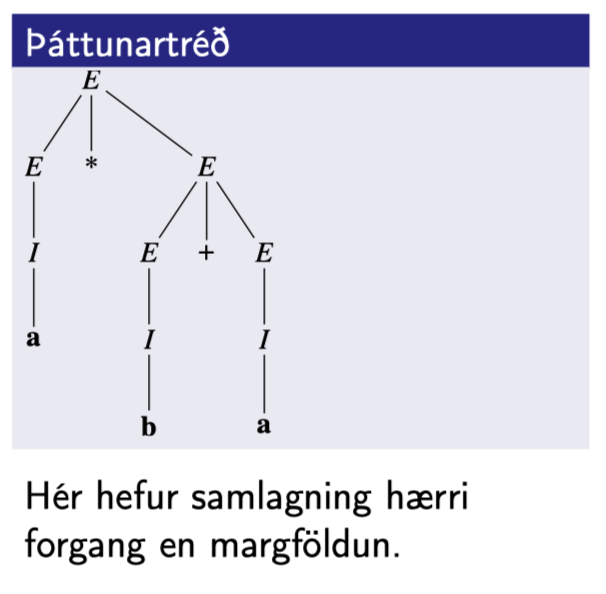 Þáttunartréð
E
E * E
I E + E
a I I
b a
Hér hefur samlagning hærri
forgang en margföldun.